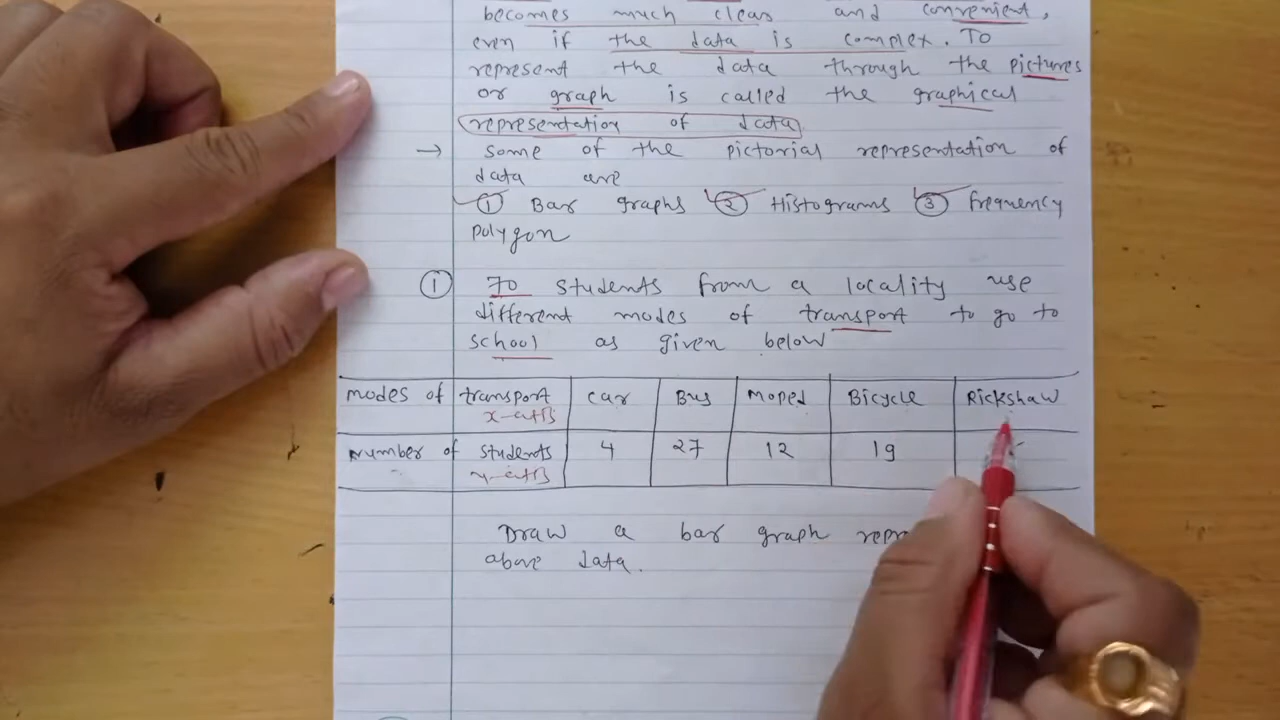 becomes much clear and convenient,
even if the data is complex. To
represent the data through the pictures
or graph is called the graphical
representation of data
→ some of the pictorial representation of
data are
① Bar graphs ② Histograms ③ frequency
polygon
① 70 students from a locality use
different modes of transport to go to
school as given below
modes of transport car Bus Moped Bicycle Rickshaw
x-axis
Number of students 4 27 12 19
y-axis
Draw a bar graph
above data.